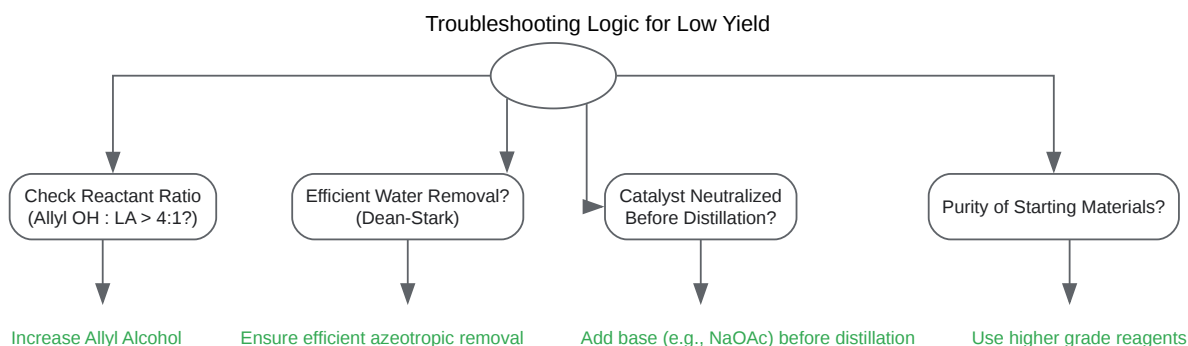 Troubleshooting Logic for Low Yield
Check Reactant Ratio
(Allyl OH : LA > 4:1?)
Efficient Water Removal?
(Dean-Stark)
Catalyst Neutralized
Before Distillation?
Purity of Starting Materials?
Increase Allyl Alcohol
Ensure efficient azeotropic removal
Add base (e.g., NaOAc) before distillation
Use higher grade reagents